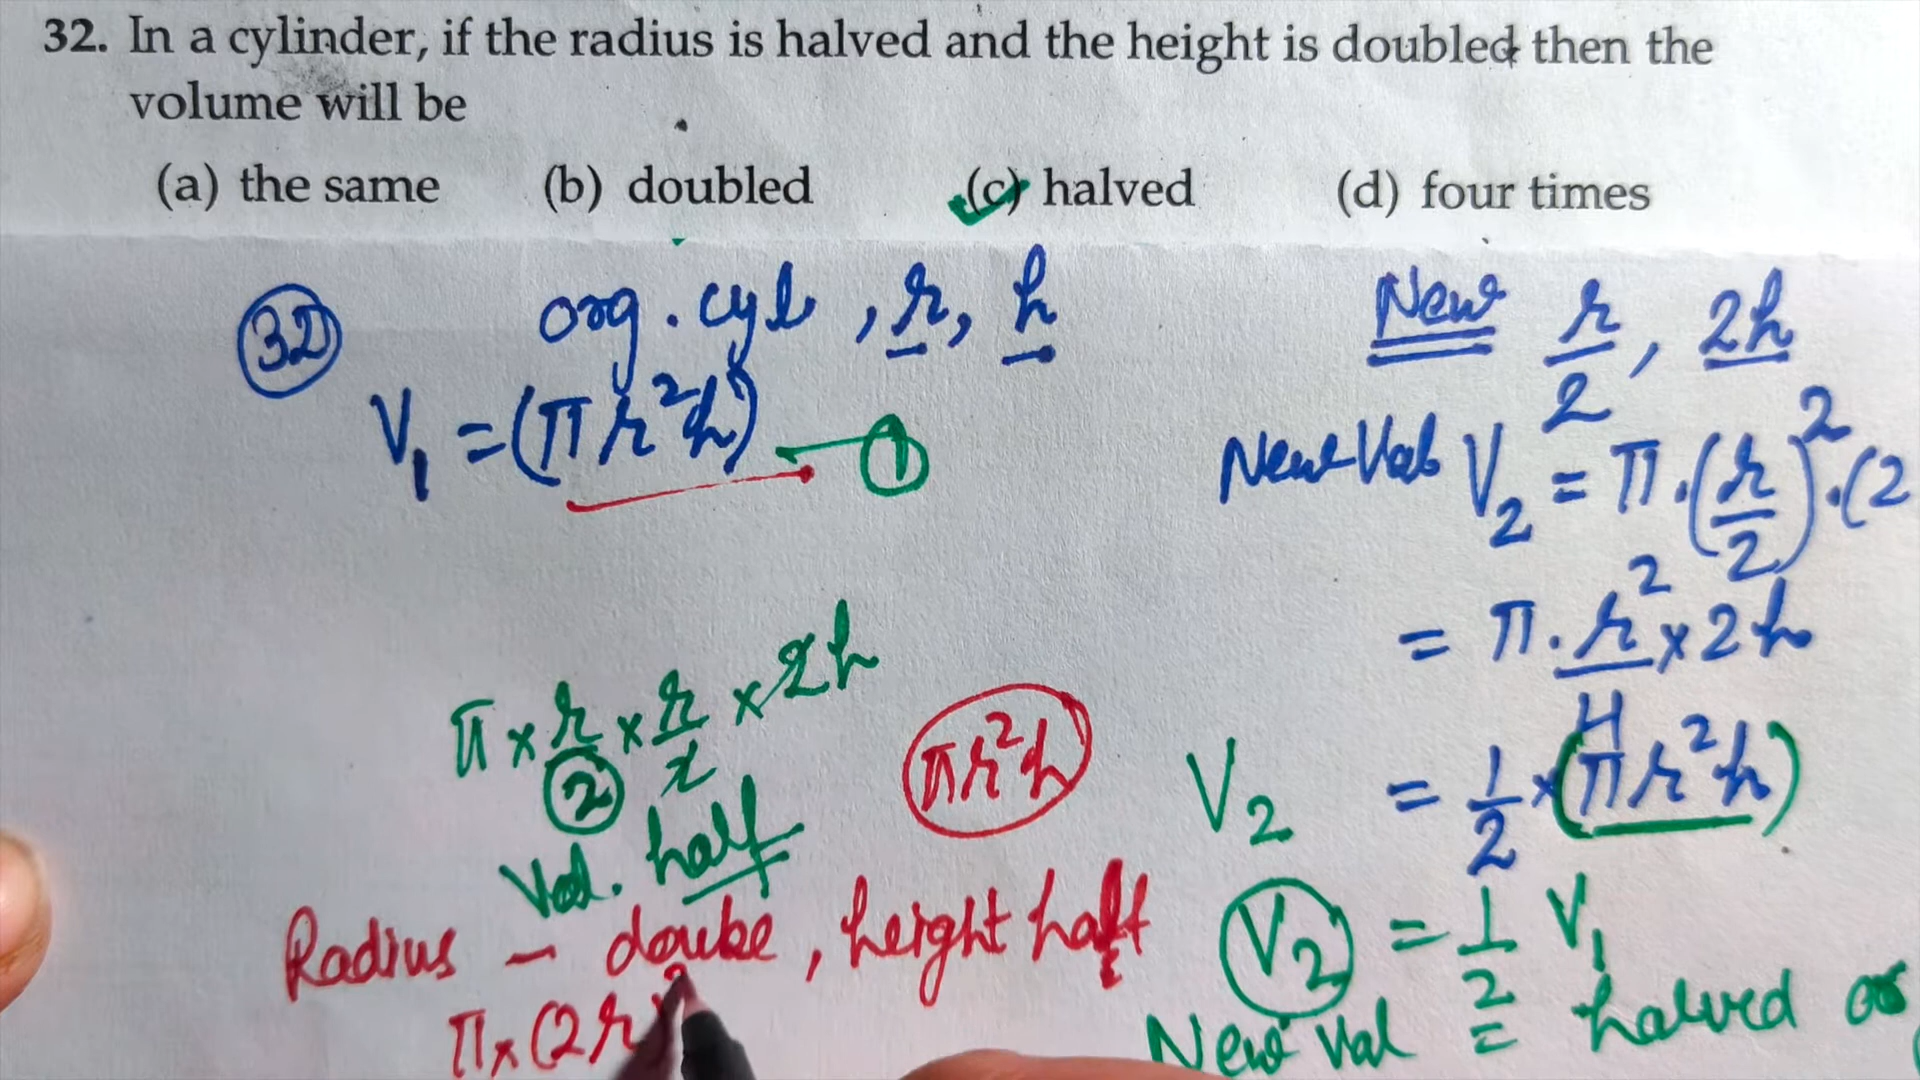 32. In a cylinder, if the radius is halved and the height is doubled then the
volume will be
(a) the same (b) doubled (c) halved (d) four times
32 org. cyl, r, h
V₁ = (πr²h) ①
New r/2, 2h
New Vol V₂ = π.(r/2)².(2
= π.r²/4 × 2h
V₂ = 1/2 × (πr²h)
V₂ = 1/2 V₁
New Vol = halved or
π × r/2 × r/2 × 2h
Vol. half
πr²h
Radius - double, height half
π × (2r)²